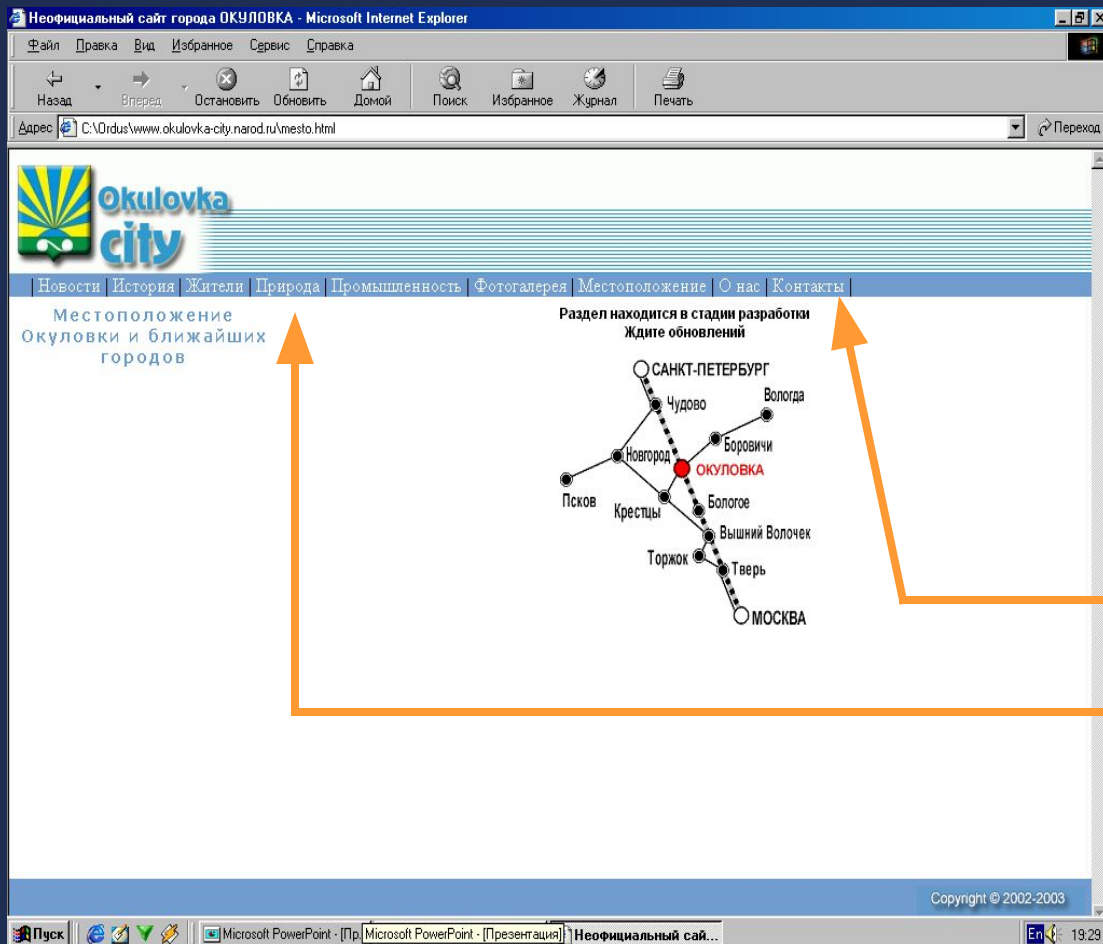 Неофициальный сайт города ОКУЛОВКА - Microsoft Internet Explorer
Файл Правка Вид Избранное Сервис Справка
Назад Вперед Остановить Обновить Домой Поиск Избранное Журнал Печать
Адрес C:\Ordus\www.okulovka-city.narod.ru\mesto.html Переход
Okulovka
city
|Новости|История|Жители|Природа|Промышленность|Фотогалерея|Местоположение|О нас|Контакты|
Местоположение
Окуловки и ближайших
городов
Раздел находится в стадии разработки
Ждите обновлений
САНКТ-ПЕТЕРБУРГ
Вологда
Чудово
Боровичи
Новгород
ОКУЛОВКА
Псков
Бологое
Крестцы
Вышний Волочек
Торжок
Тверь
МОСКВА
Copyright © 2002-2003
Пуск Microsoft PowerPoint - [Пр. Microsoft PowerPoint - [Презентация] Неофициальный сай... En 19:29